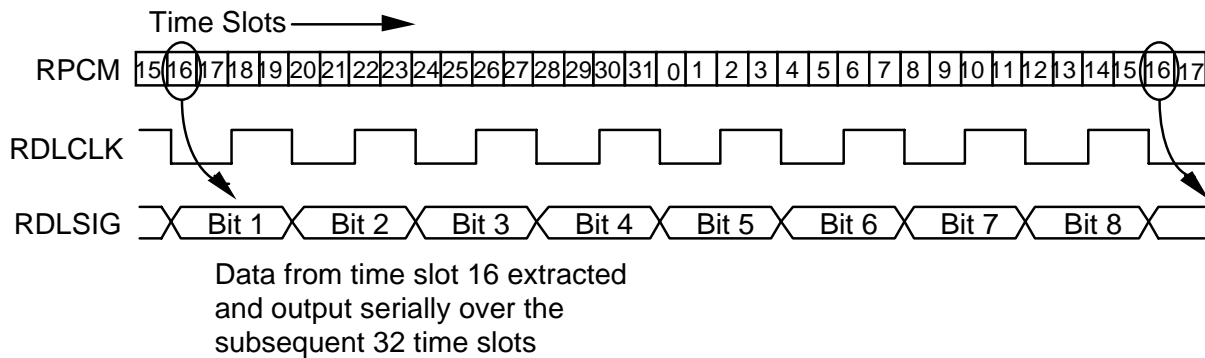 Time Slots
RPCM 15 16 17 18 19 20 21 22 23 24 25 26 27 28 29 30 31 0 1 2 3 4 5 6 7 8 9 10 11 12 13 14 15 16 17
RDLCLK
RDLSIG Bit 1 Bit 2 Bit 3 Bit 4 Bit 5 Bit 6 Bit 7 Bit 8
Data from time slot 16 extracted
and output serially over the
subsequent 32 time slots